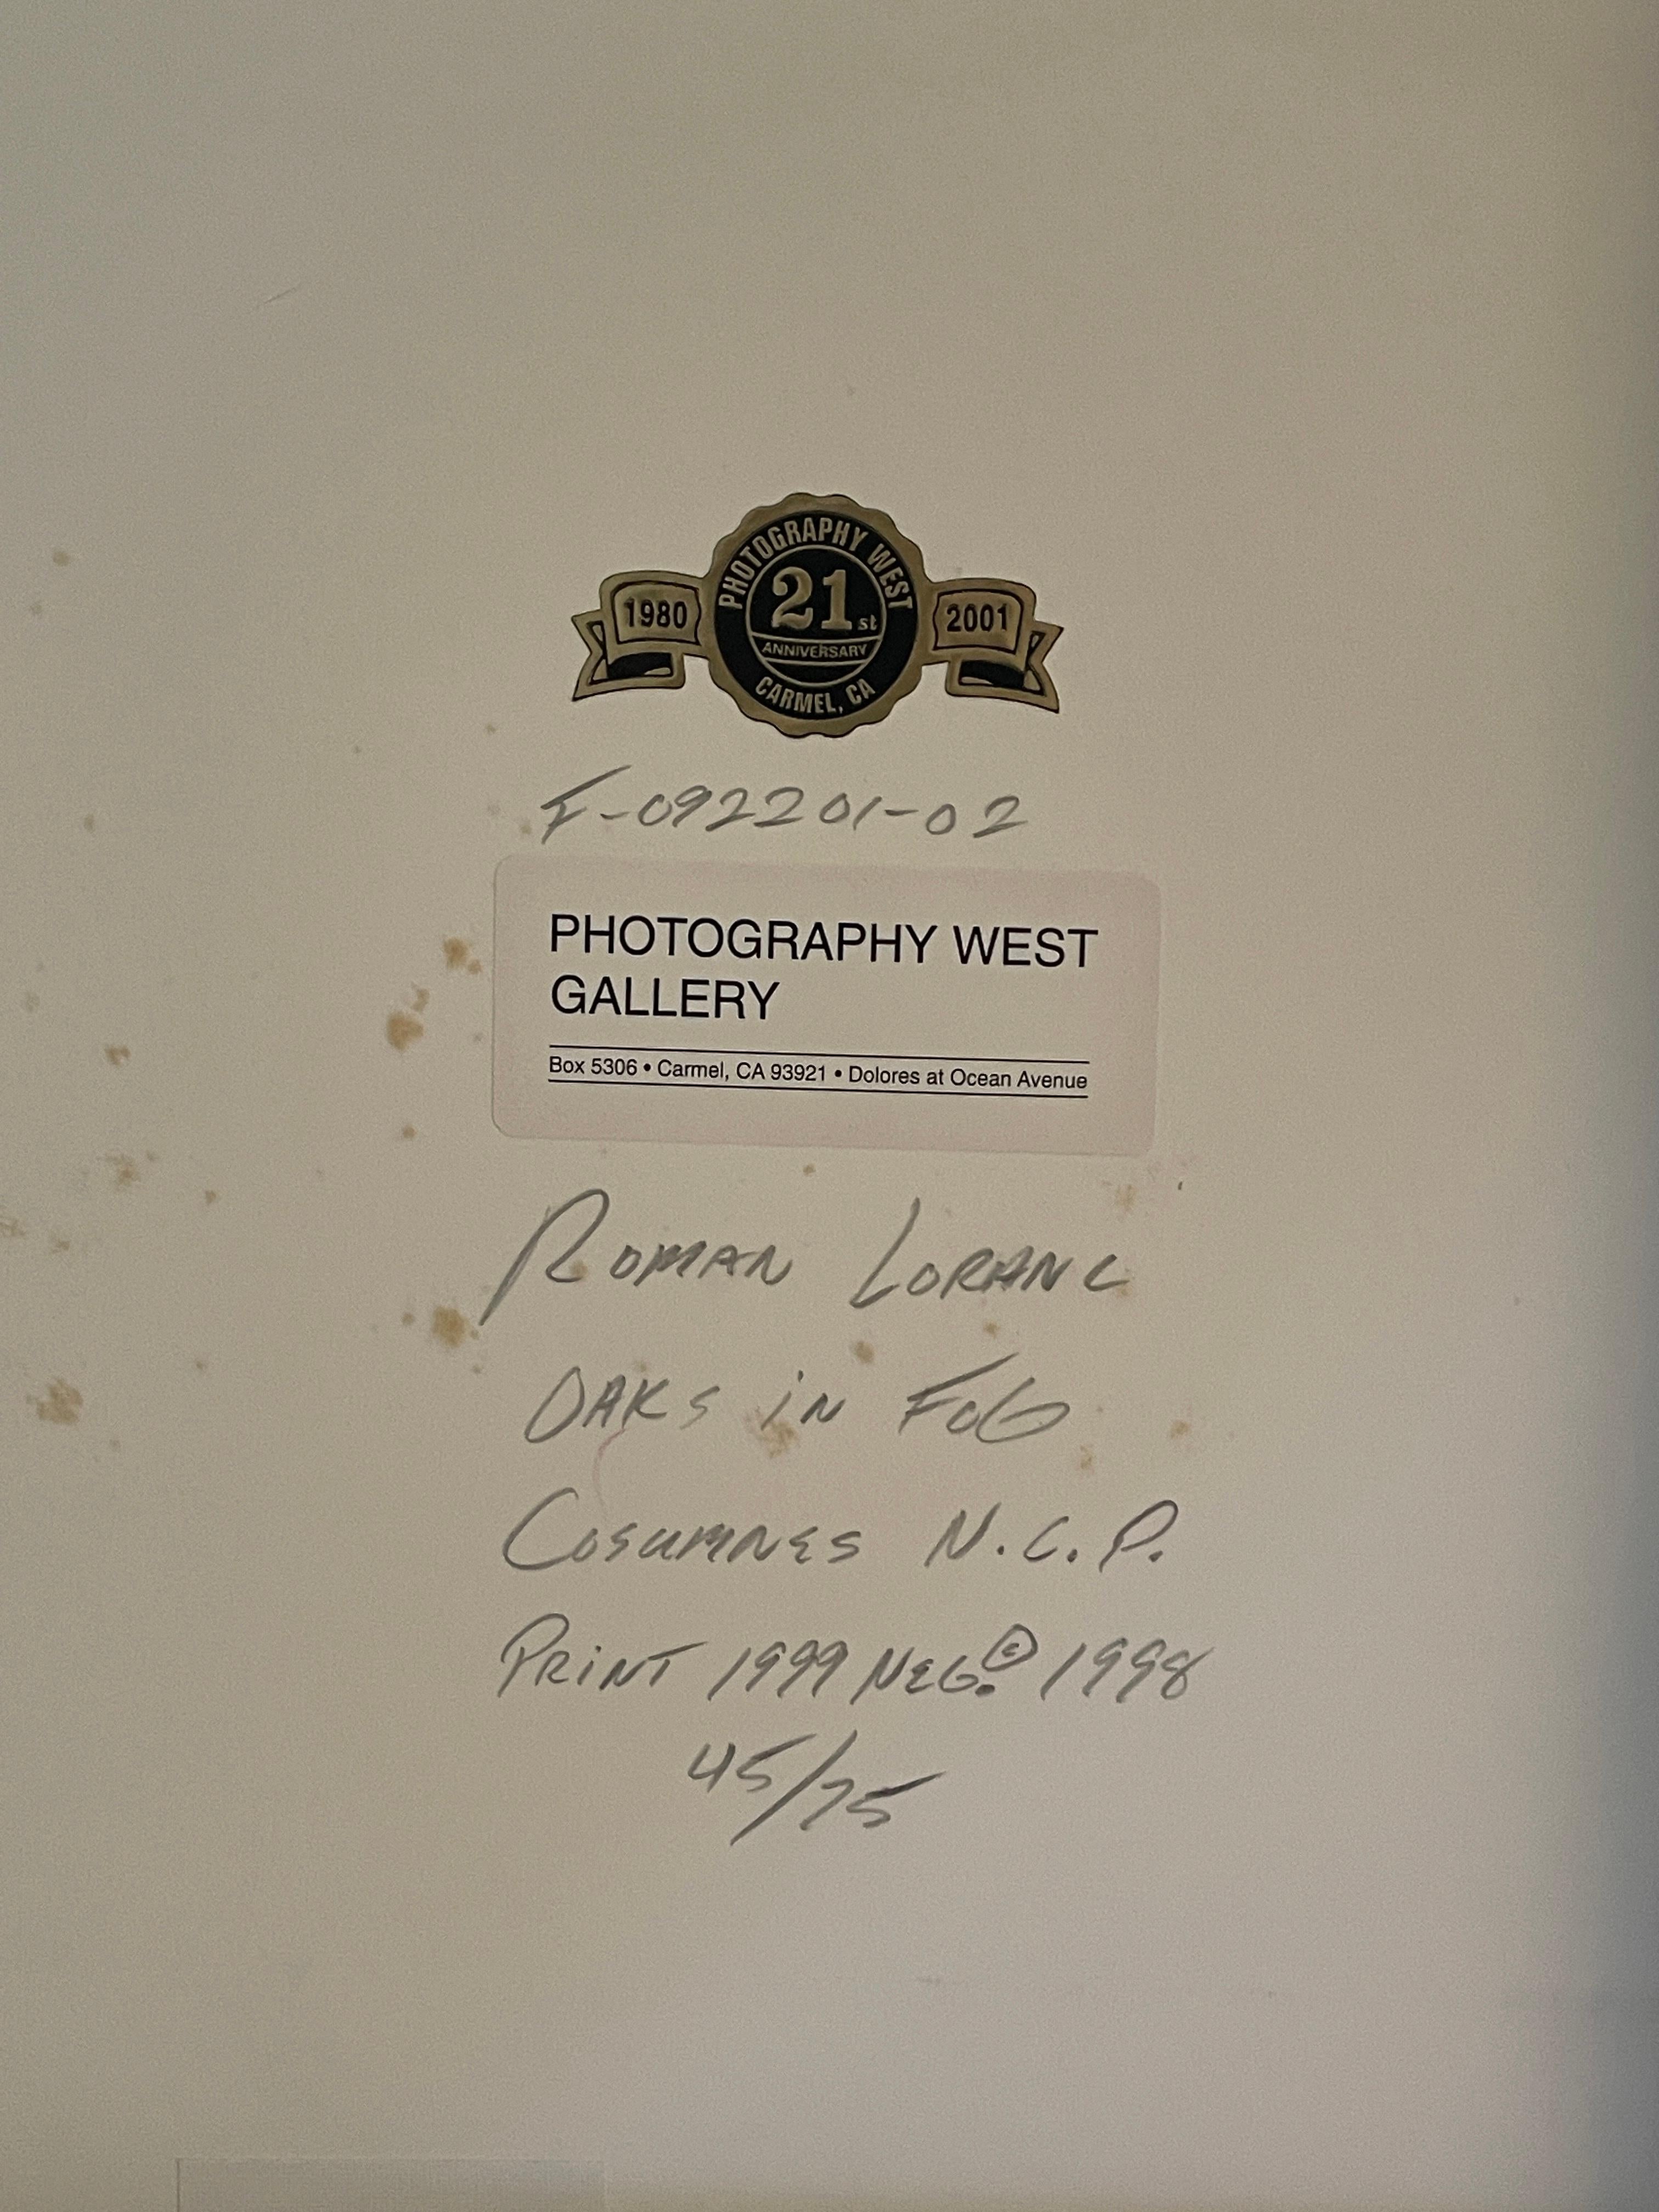 PHOTOGRAPHY WEST
1980
21st
2001
ANNIVERSARY
CARMEL, CA
F-092201-02
PHOTOGRAPHY WEST
GALLERY
Box 5306 • Carmel, CA 93921 • Dolores at Ocean Avenue
ROMAN LORANC
OAKS iN FOG
COSUMNES N.C.P.
PRiNT 1999 NEG. © 1998
45/75